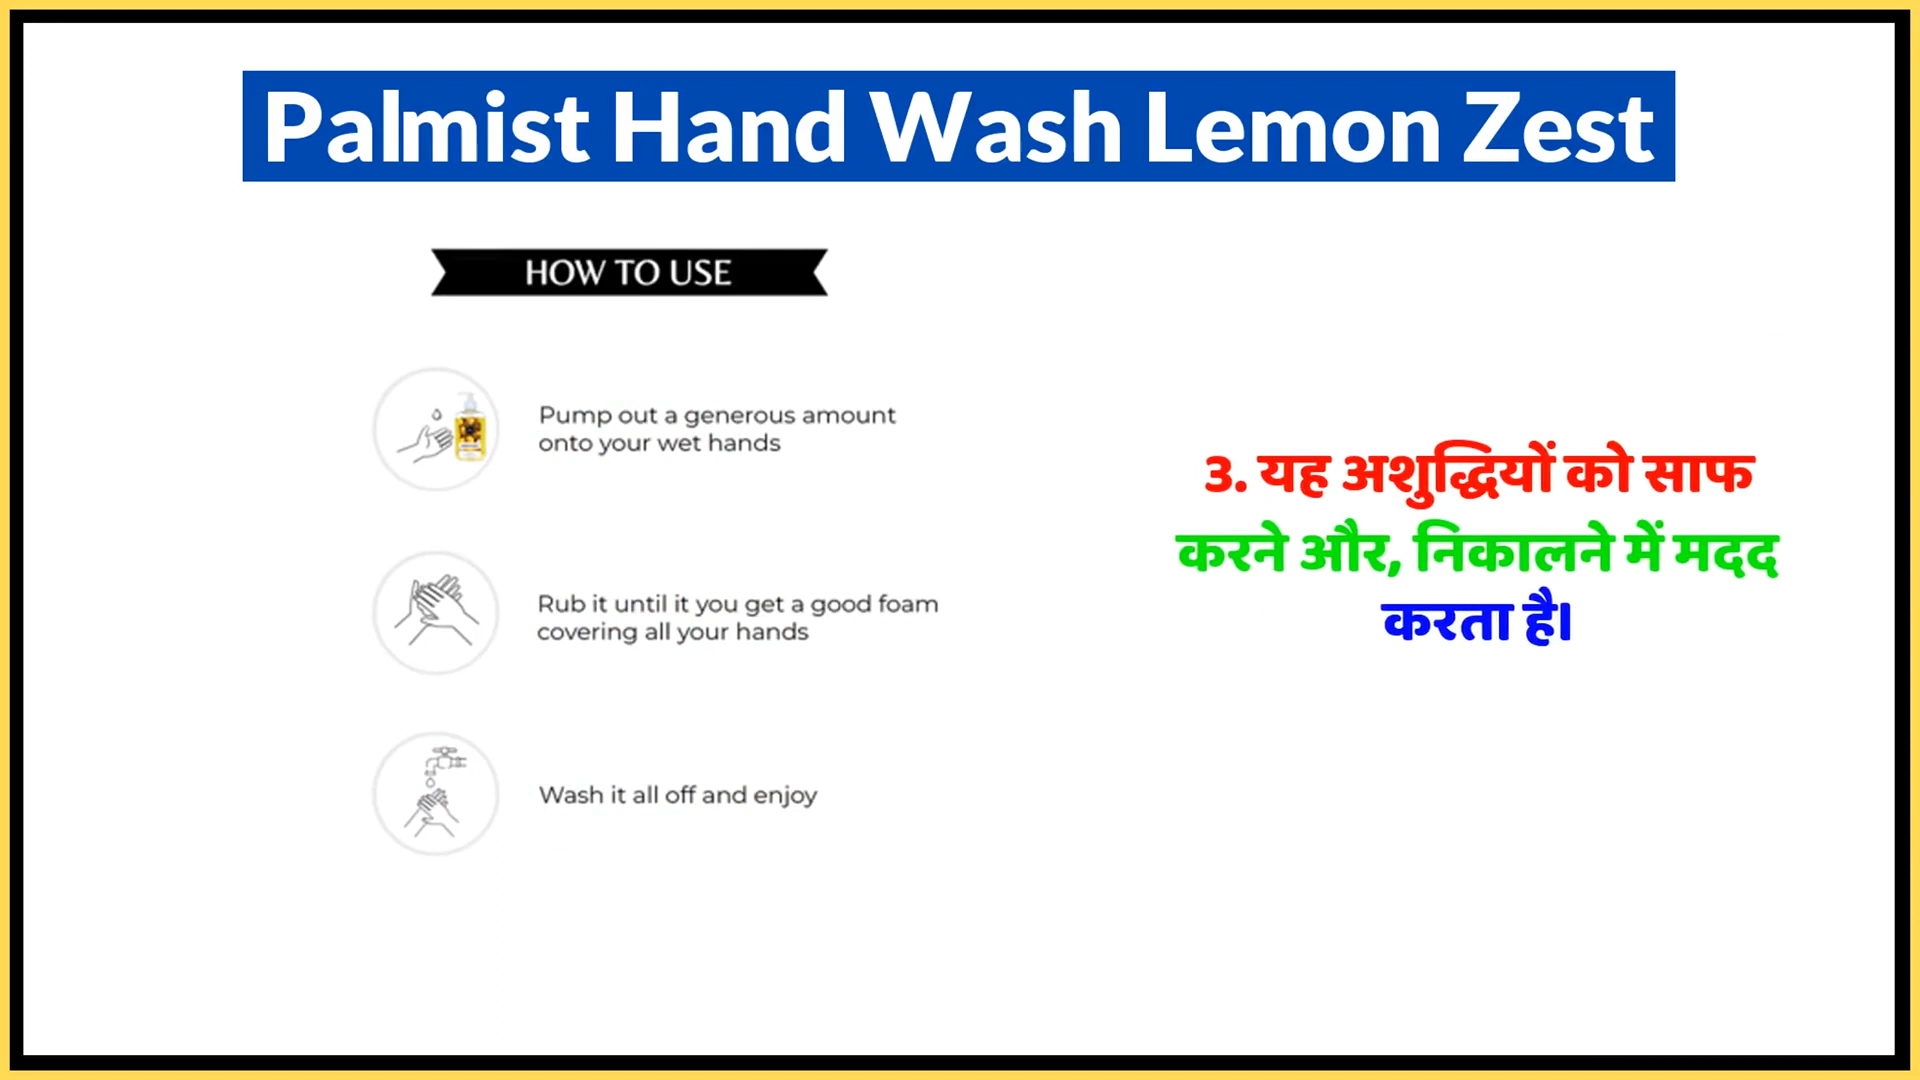 Palmist Hand Wash Lemon Zest
HOW TO USE
Pump out a generous amount
onto your wet hands
Rub it until it you get a good foam
covering all your hands
Wash it all off and enjoy
3. यह अशुद्धियों को साफ
करने और, निकालने में मदद
करता है।